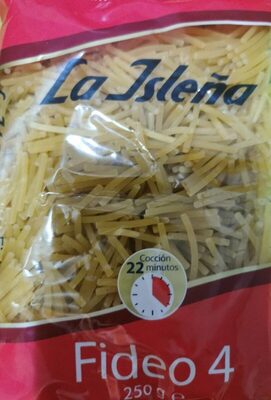 La Isleña
Cocción
22 minutos
Fideo 4
250 g e